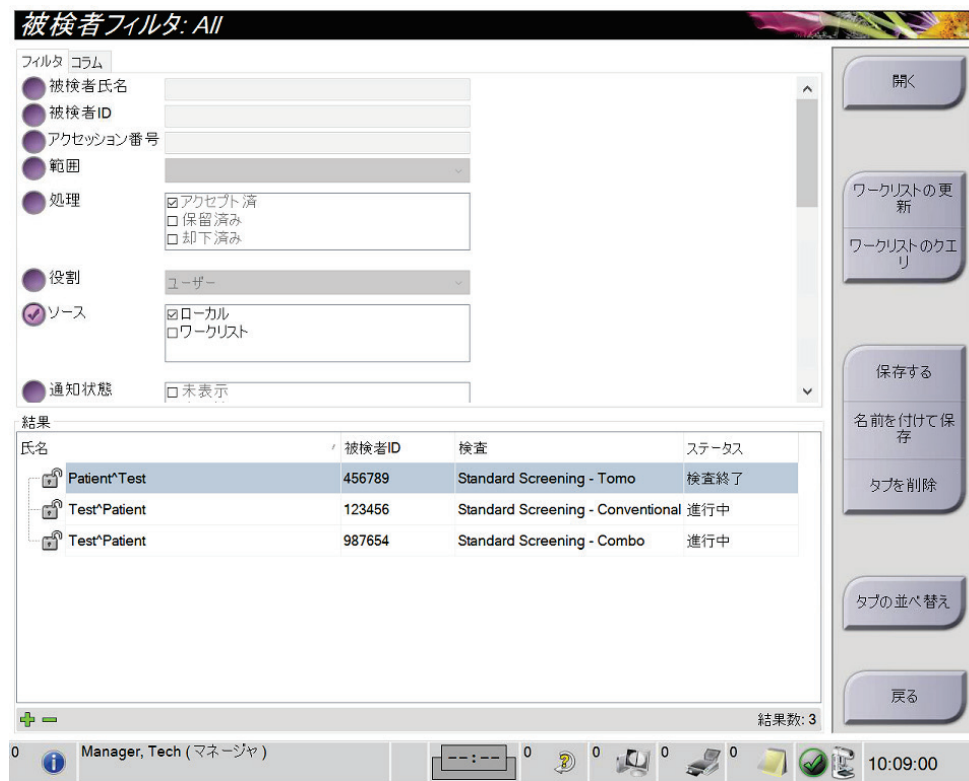 被検者フィルタ: All
フィルタ コラム
被検者氏名
被検者ID
アクセッション番号
範囲
処理
アクセプト済
保留済み
却下済み
役割
ユーザー
ソース
ローカル
ワークリスト
通知状態
未表示
開く
ワークリストの更
新
ワークリストのクエ
リ
保存する
名前を付けて保
存
タブを削除
タブの並べ替え
戻る
結果
氏名 被検者ID 検査 ステータス
Patient^Test 456789 Standard Screening - Tomo 検査終了
Test^Patient 123456 Standard Screening - Conventional 進行中
Test^Patient 987654 Standard Screening - Combo 進行中
結果数: 3
0 Manager, Tech (マネージャ) --:-- 0 0 0 0 10:09:00